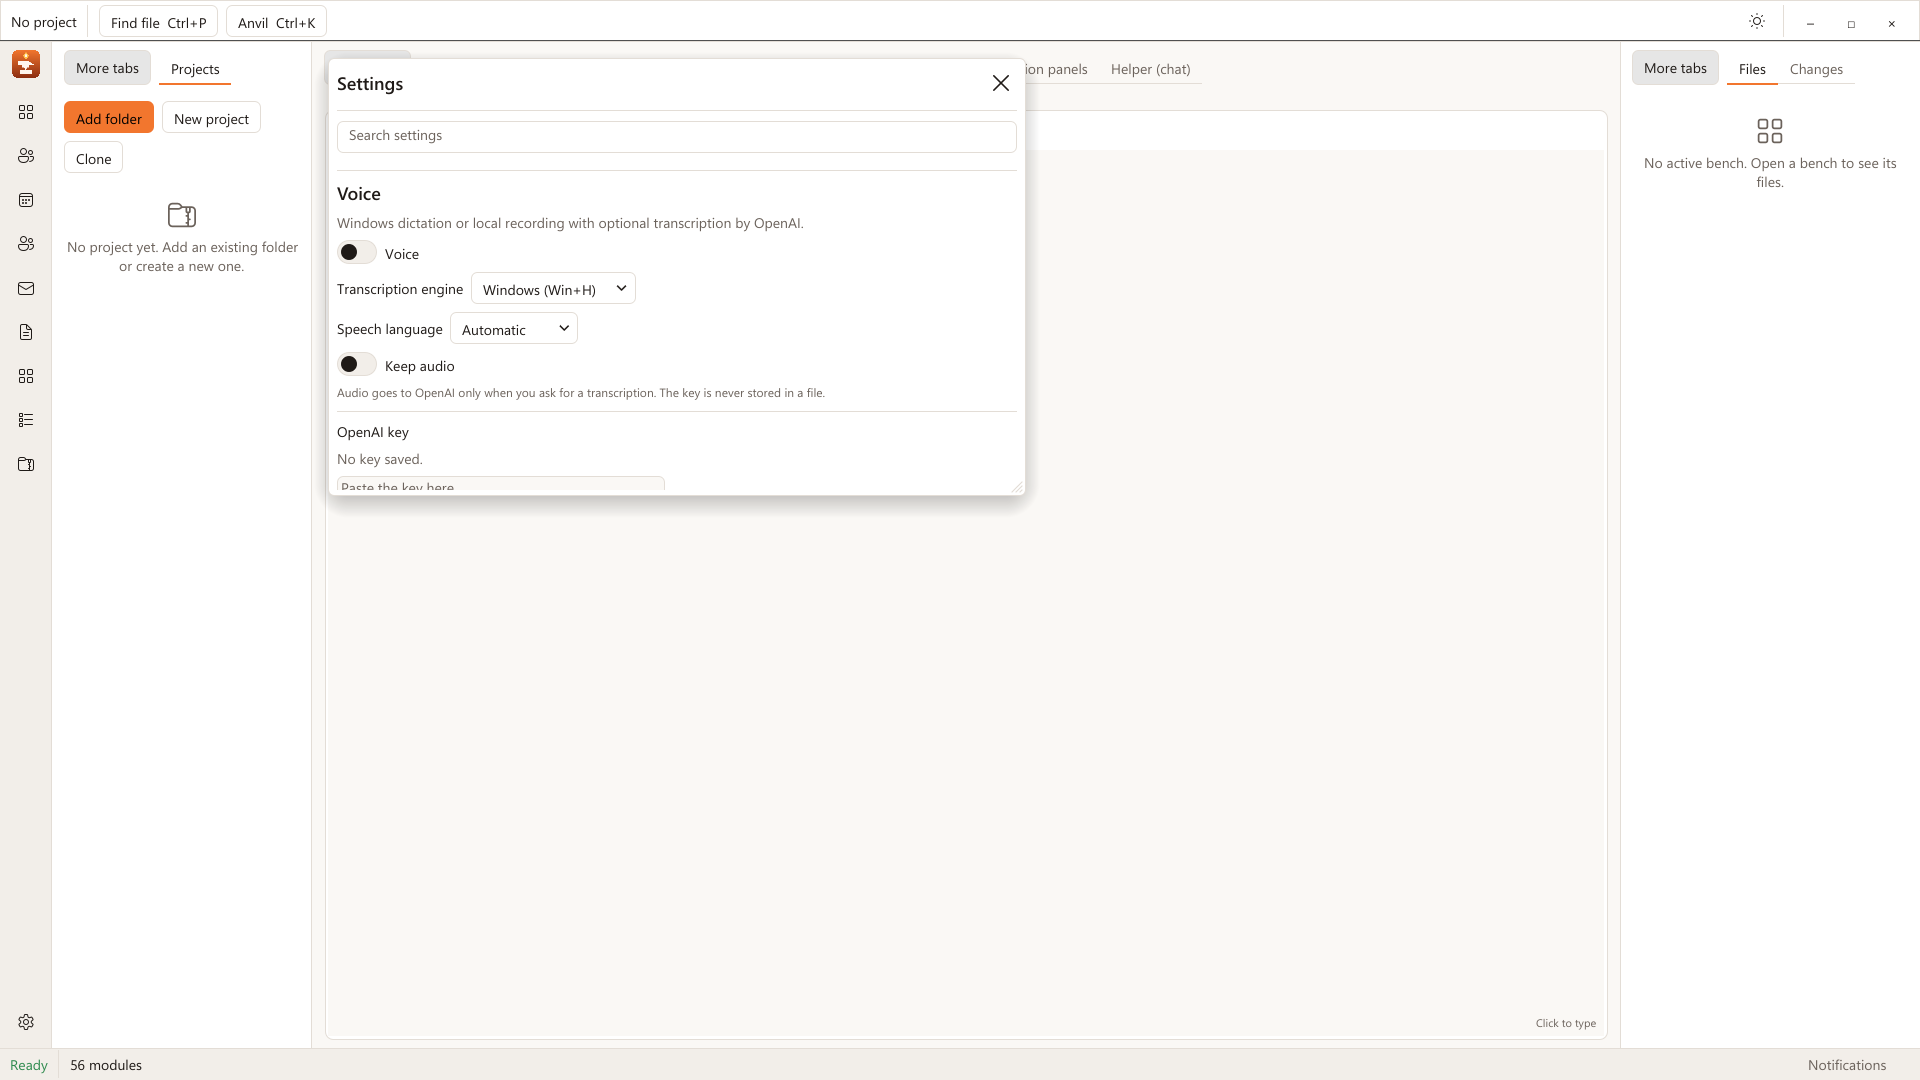 No project
Find file Ctrl+P
Anvil Ctrl+K
More tabs
Projects
Add folder
New project
Clone
No project yet. Add an existing folder
or create a new one.
Settings
Search settings
Voice
Windows dictation or local recording with optional transcription by OpenAI.
Voice
Transcription engine
Windows (Win+H)
Speech language
Automatic
Keep audio
Audio goes to OpenAI only when you ask for a transcription. The key is never stored in a file.
OpenAI key
No key saved.
Paste the key here
panels
Helper (chat)
Click to type
More tabs
Files
Changes
No active bench. Open a bench to see its
files.
Ready
56 modules
Notifications